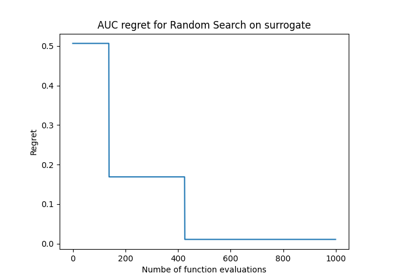 AUC regret for Random Search on surrogate
0.5
0.4
0.3
0.2
0.1
0.0
Regret
0 200 400 600 800 1000
Numbe of function evaluations